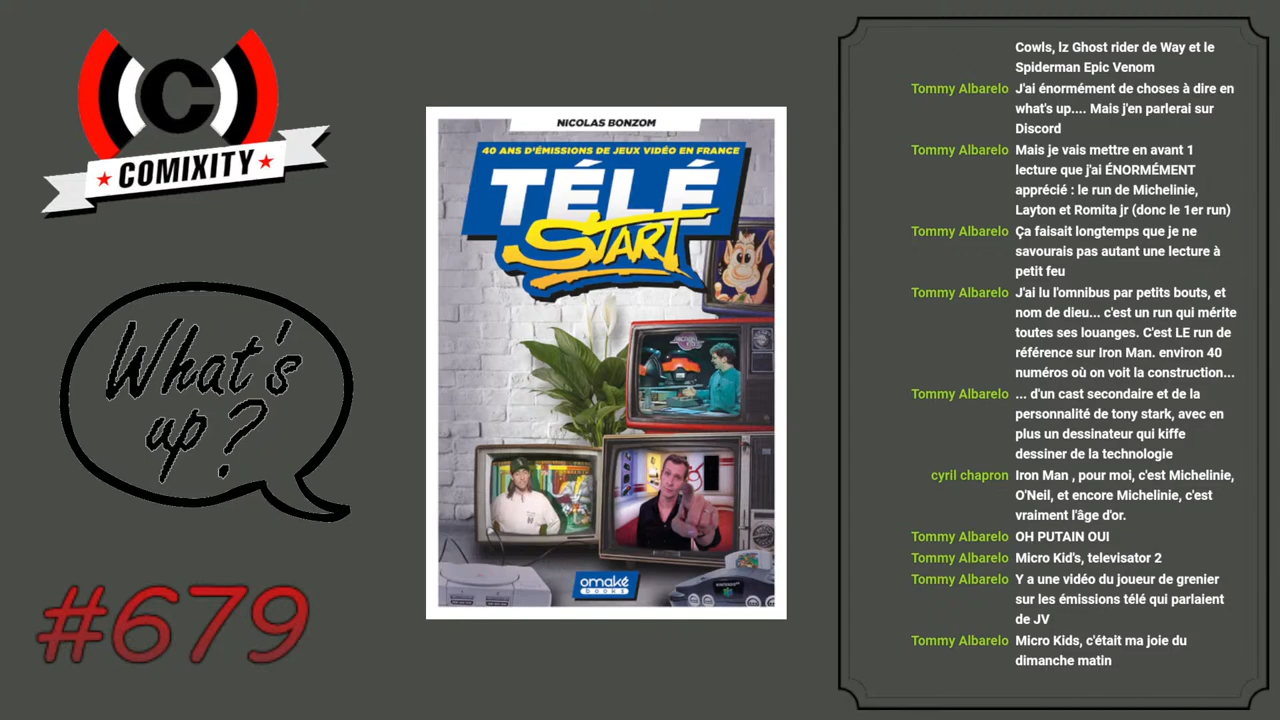 C
COMIXITY
What's
up?
#679
NICOLAS BONZOM
40 ANS D'ÉMISSIONS DE JEUX VIDÉO EN FRANCE
TÉLÉ
START
omaké
books
Cowls, lz Ghost rider de Way et le
Spiderman Epic Venom
Tommy Albarelo J'ai énormément de choses à dire en
what's up.... Mais j'en parlerai sur
Discord
Tommy Albarelo Mais je vais mettre en avant 1
lecture que j'ai ÉNORMÉMENT
apprécié : le run de Michelinie,
Layton et Romita jr (donc le 1er run)
Tommy Albarelo Ça faisait longtemps que je ne
savourais pas autant une lecture à
petit feu
Tommy Albarelo J'ai lu l'omnibus par petits bouts, et
nom de dieu... c'est un run qui mérite
toutes ses louanges. C'est LE run de
référence sur Iron Man. environ 40
numéros où on voit la construction...
Tommy Albarelo ... d'un cast secondaire et de la
personnalité de tony stark, avec en
plus un dessinateur qui kiffe
dessiner de la technologie
cyril chapron Iron Man , pour moi, c'est Michelinie,
O'Neil, et encore Michelinie, c'est
vraiment l'âge d'or.
Tommy Albarelo OH PUTAIN OUI
Tommy Albarelo Micro Kid's, televisator 2
Tommy Albarelo Y a une vidéo du joueur de grenier
sur les émissions télé qui parlaient
de JV
Tommy Albarelo Micro Kids, c'était ma joie du
dimanche matin